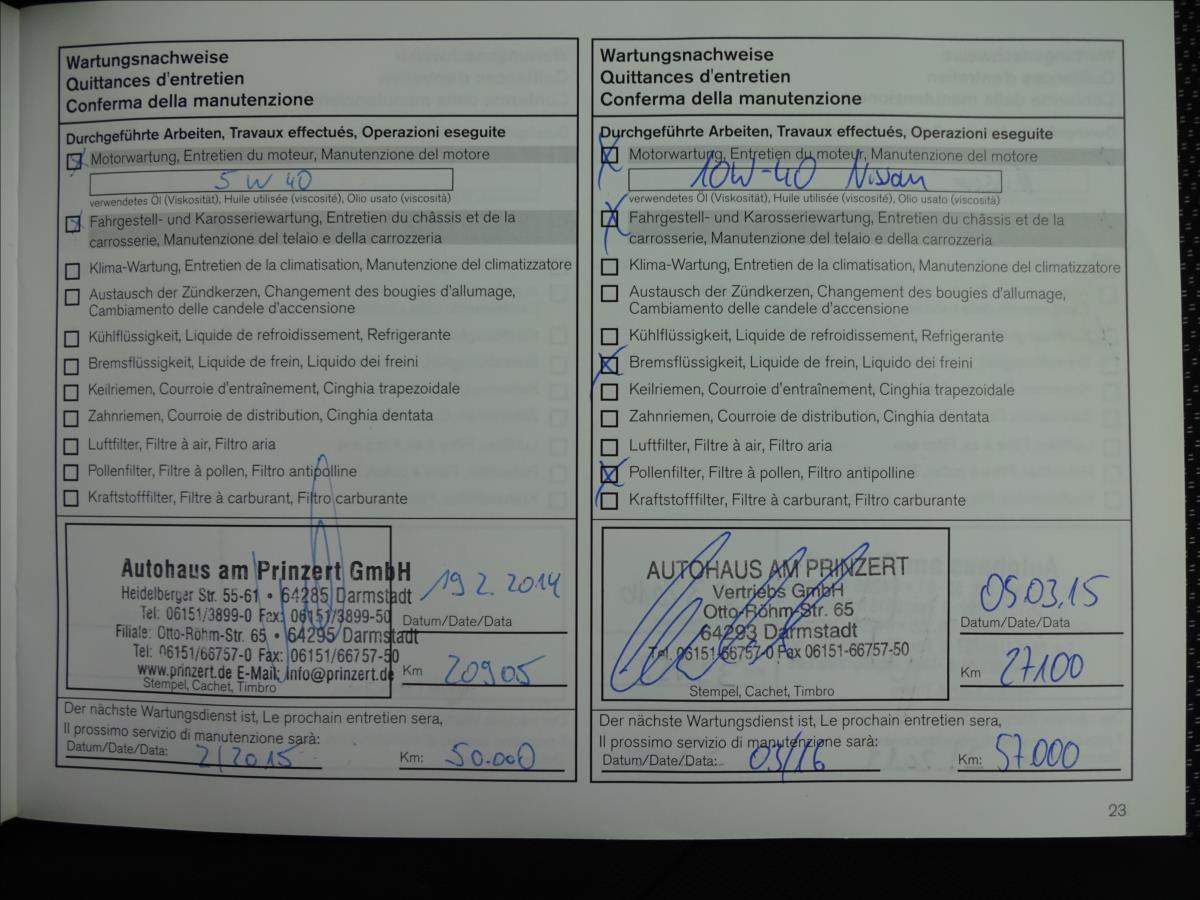 Wartungsnachweise
Quittances d'entretien
Conferma della manutenzione
Durchgeführte Arbeiten, Travaux effectués, Operazioni eseguite
Motorwartung, Entretien du moteur, Manutenzione del motore
5 W 40
verwendetes Öl (Viskosität), Huile utilisée (viscosité), Olio usato (viscosità)
Fahrgestell- und Karosseriewartung, Entretien du châssis et de la
carrosserie, Manutenzione del telaio e della carrozzeria
Klima-Wartung, Entretien de la climatisation, Manutenzione del climatizzatore
Austausch der Zündkerzen, Changement des bougies d'allumage,
Cambiamento delle candele d'accensione
Kühlflüssigkeit, Liquide de refroidissement, Refrigerante
Bremsflüssigkeit, Liquide de frein, Liquido dei freini
Keilriemen, Courroie d'entraînement, Cinghia trapezoidale
Zahnriemen, Courroie de distribution, Cinghia dentata
Luftfilter, Filtre à air, Filtro aria
Pollenfilter, Filtre à pollen, Filtro antipolline
Kraftstofffilter, Filtre à carburant, Filtro carburante
Autohaus am Prinzert GmbH
Heidelberger Str. 55-61 • 64285 Darmstadt
Tel: 06151/3899-0 Fax: 06151/3899-50
Filiale: Otto-Röhm-Str. 65 • 64295 Darmstadt
Tel: 06151/66757-0 Fax: 06151/66757-50
www.prinzert.de E-Mail: info@prinzert.de
Stempel, Cachet, Timbro
19 2. 2014
Datum/Date/Data
Km 20905
Der nächste Wartungsdienst ist, Le prochain entretien sera,
Il prossimo servizio di manutenzione sarà:
Datum/Date/Data: 2/2015 Km: 50.000
Wartungsnachweise
Quittances d'entretien
Conferma della manutenzione
Durchgeführte Arbeiten, Travaux effectués, Operazioni eseguite
Motorwartung, Entretien du moteur, Manutenzione del motore
10W-40 Nissan
verwendetes Öl (Viskosität), Huile utilisée (viscosité), Olio usato (viscosità)
Fahrgestell- und Karosseriewartung, Entretien du châssis et de la
carrosserie, Manutenzione del telaio e della carrozzeria
Klima-Wartung, Entretien de la climatisation, Manutenzione del climatizzatore
Austausch der Zündkerzen, Changement des bougies d'allumage,
Cambiamento delle candele d'accensione
Kühlflüssigkeit, Liquide de refroidissement, Refrigerante
Bremsflüssigkeit, Liquide de frein, Liquido dei freini
Keilriemen, Courroie d'entraînement, Cinghia trapezoidale
Zahnriemen, Courroie de distribution, Cinghia dentata
Luftfilter, Filtre à air, Filtro aria
Pollenfilter, Filtre à pollen, Filtro antipolline
Kraftstofffilter, Filtre à carburant, Filtro carburante
AUTOHAUS AM PRINZERT
Vertriebs GmbH
Otto-Röhm-Str. 65
64293 Darmstadt
Tel. 06151-66757-0 Fax 06151-66757-50
Stempel, Cachet, Timbro
05.03.15
Datum/Date/Data
Km 27100
Der nächste Wartungsdienst ist, Le prochain entretien sera,
Il prossimo servizio di manutenzione sarà:
Datum/Date/Data: 03/16 Km: 57.000
23